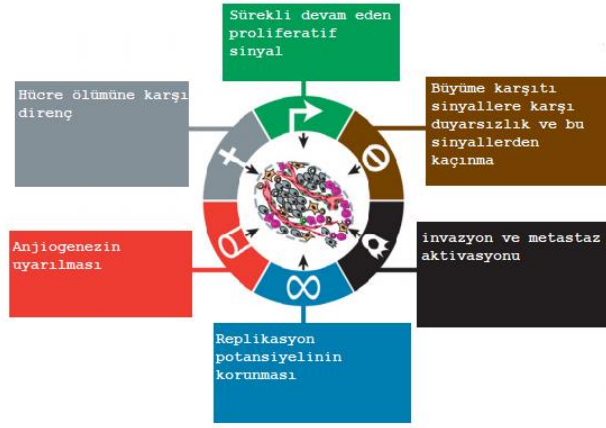 Sürekli devam eden
proliferatif
sinyal
Hücre ölümüne karşı
direnç
Büyüme karşıtı
sinyallere karşı
duyarsızlık ve bu
sinyallerden
kaçınma
Anjiogenezin
uyarılması
invazyon ve metastaz
aktivasyonu
Replikasyon
potansiyelinin
korunması